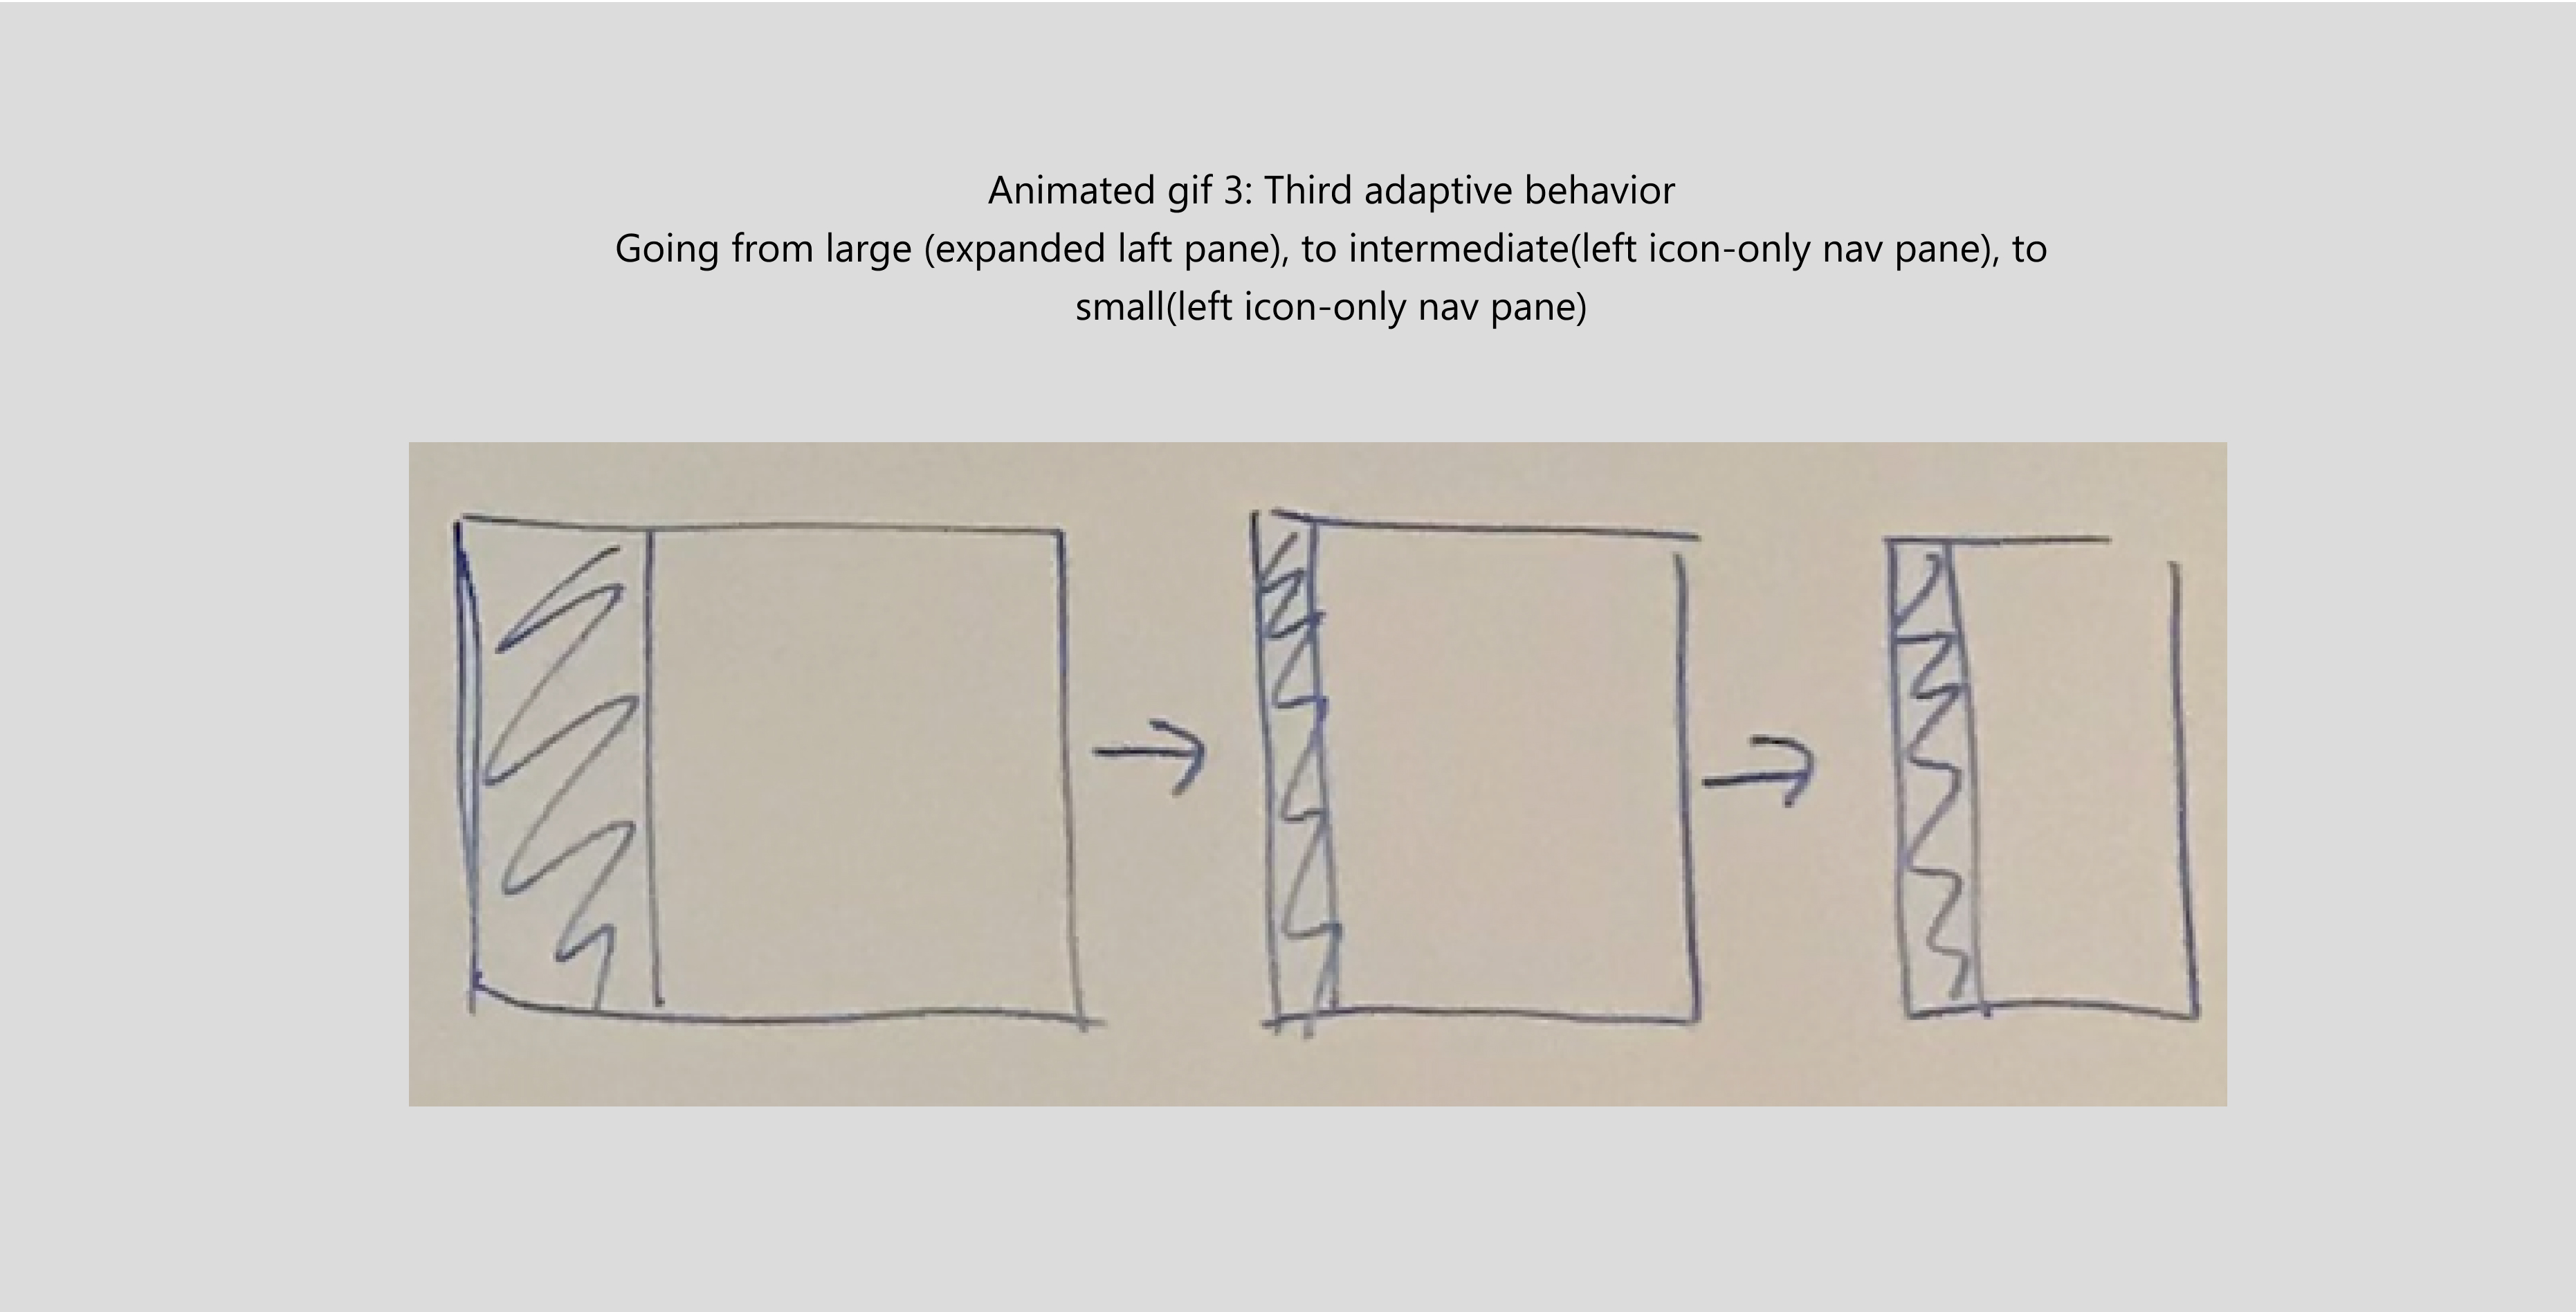 Animated gif 3: Third adaptive behavior
Going from large (expanded laft pane), to intermediate(left icon-only nav pane), to
small(left icon-only nav pane)